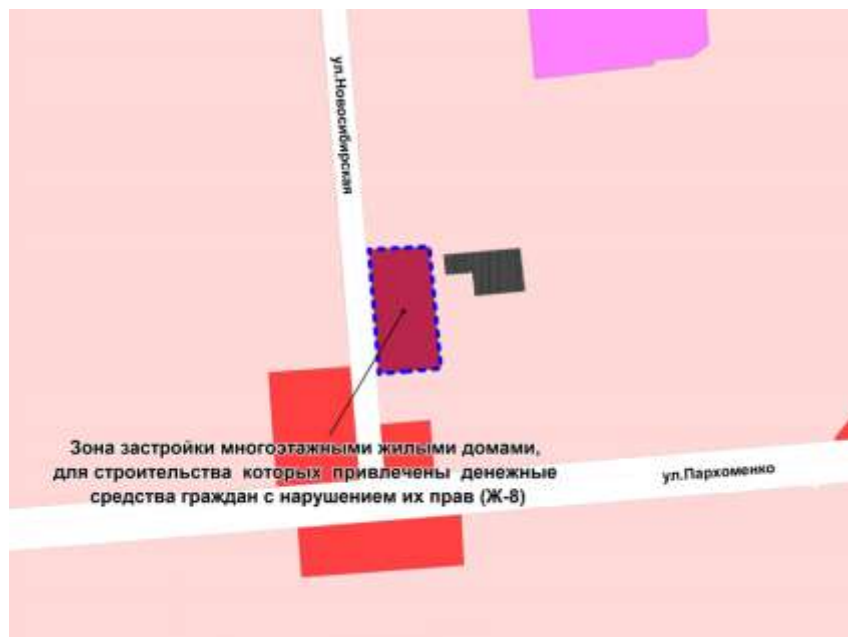 ул.Новосибирская
Зона застройки многоэтажными жилыми домами,
для строительства которых привлечены денежные
средства граждан с нарушением их прав (Ж-8)
ул.Пархоменко